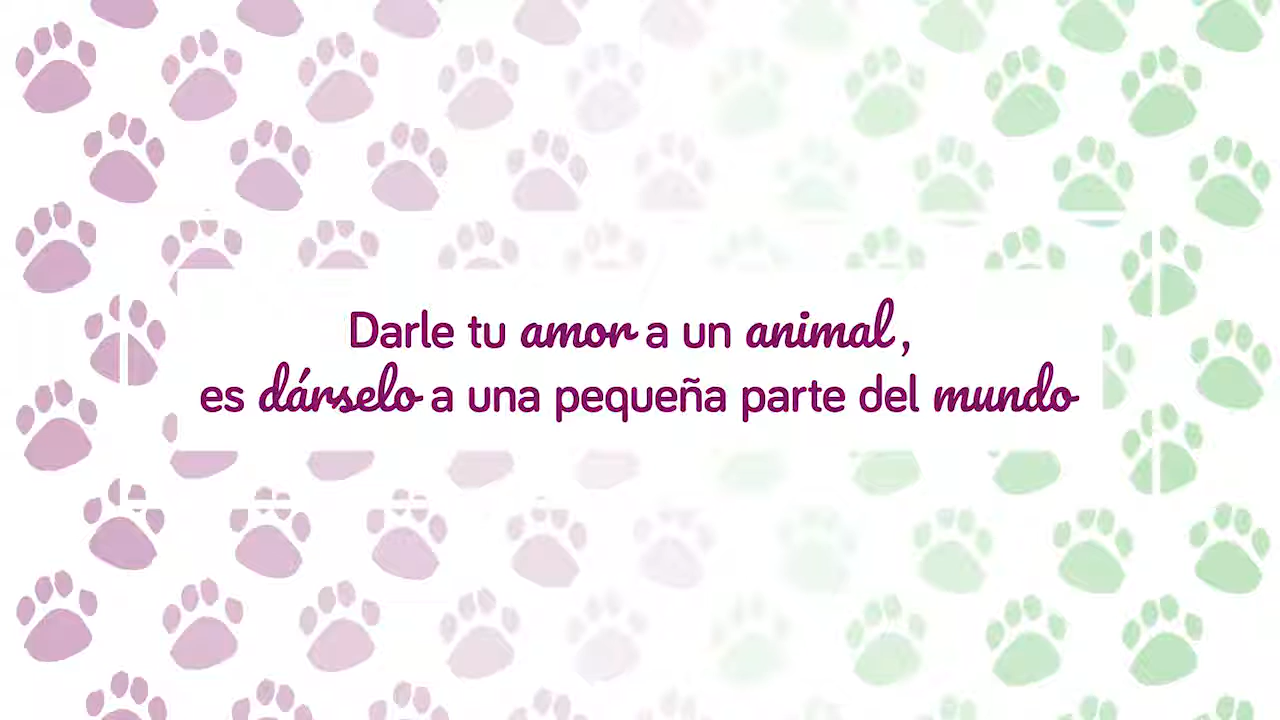 Darle tu amor a un animal,
es dárselo a una pequeña parte del mundo